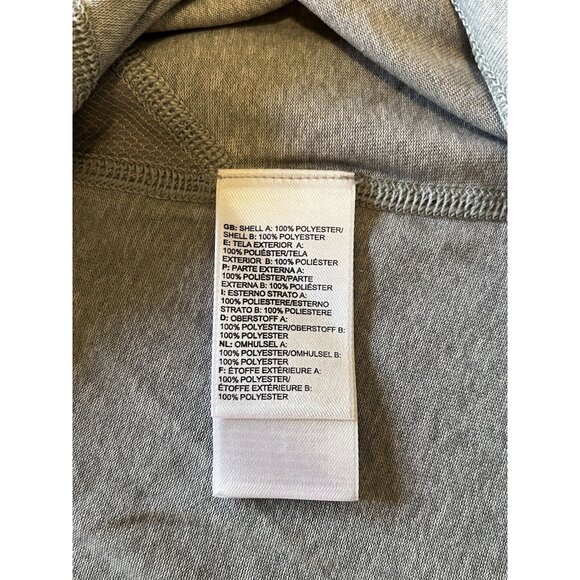 GB: SHELL A: 100% POLYESTER/
SHELL B: 100% POLYESTER
E: TELA EXTERIOR A:
100% POLIÉSTER/TELA
EXTERIOR B: 100% POLIÉSTER
P: PARTE EXTERNA A:
100% POLIÉSTER/PARTE
EXTERNA B: 100% POLIÉSTER
I: ESTERNO STRATO A: 100%
POLIESTERE/ESTERNO
STRATO B: 100% POLIESTERE
D: OBERSTOFF A:
100% POLYESTER/OBERSTOFF B:
100% POLYESTER
NL: OMHULSEL A:
100% POLYESTER/OMHULSEL B:
100% POLYESTER
F: ÉTOFFE EXTÉRIEURE A:
100% POLYESTER/
ÉTOFFE EXTÉRIEURE B:
100% POLYESTER